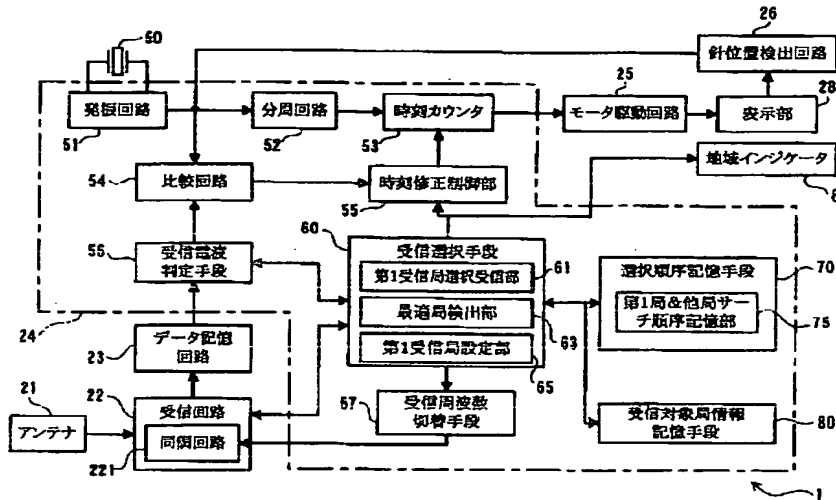 50
26
針位置検出回路
発振回路
51
分周回路
52
時刻カウンタ
53
25
モータ駆動回路
表示部
28
地域インジケータ
54
比較回路
時刻修正制御部
55
55
受信電波
判定手段
60
受信選択手段
第1受信局選択受信部
61
最適局検出部
63
第1受信局設定部
65
70
選択順序記憶手段
第1局&他局サー
チ順序記憶部
75
24
23
データ記憶
回路
21
アンテナ
22
受信回路
同調回路
221
67
受信周波数
切替手段
受信対象局情報
記憶手段
80
1